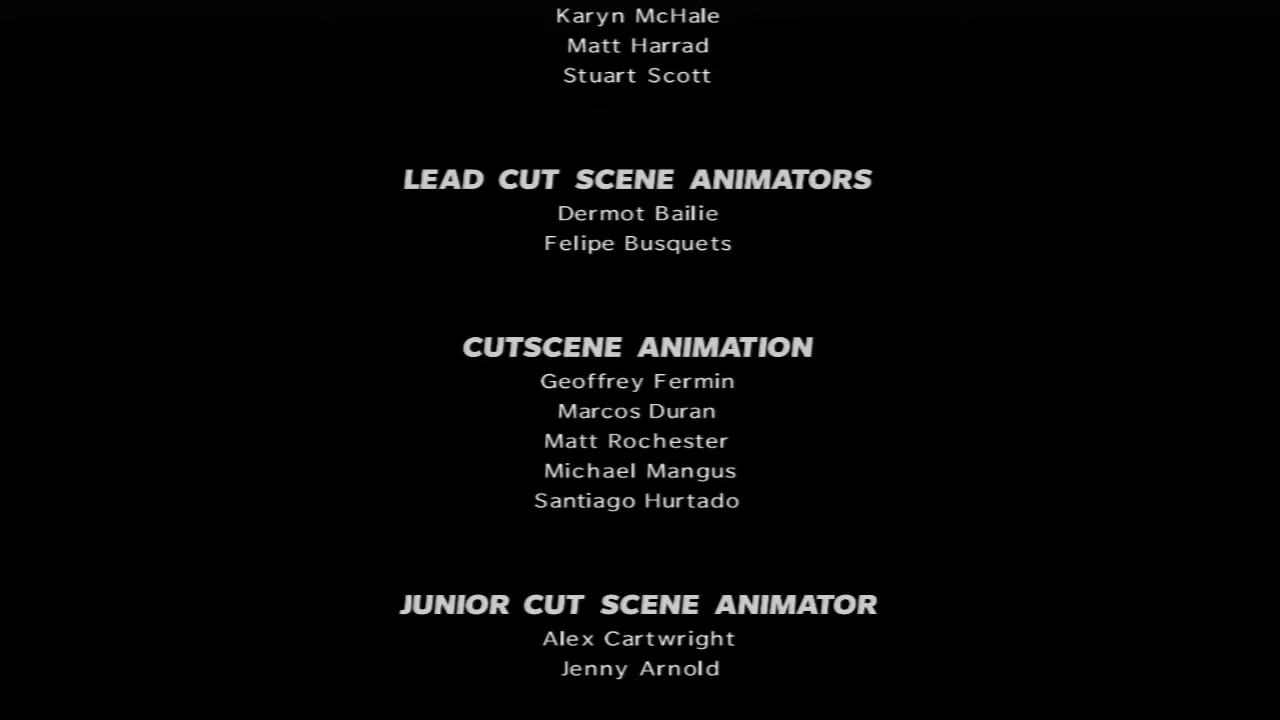 Karyn McHale
Matt Harrad
Stuart Scott
LEAD CUT SCENE ANIMATORS
Dermot Bailie
Felipe Busquets
CUTSCENE ANIMATION
Geoffrey Fermin
Marcos Duran
Matt Rochester
Michael Mangus
Santiago Hurtado
JUNIOR CUT SCENE ANIMATOR
Alex Cartwright
Jenny Arnold